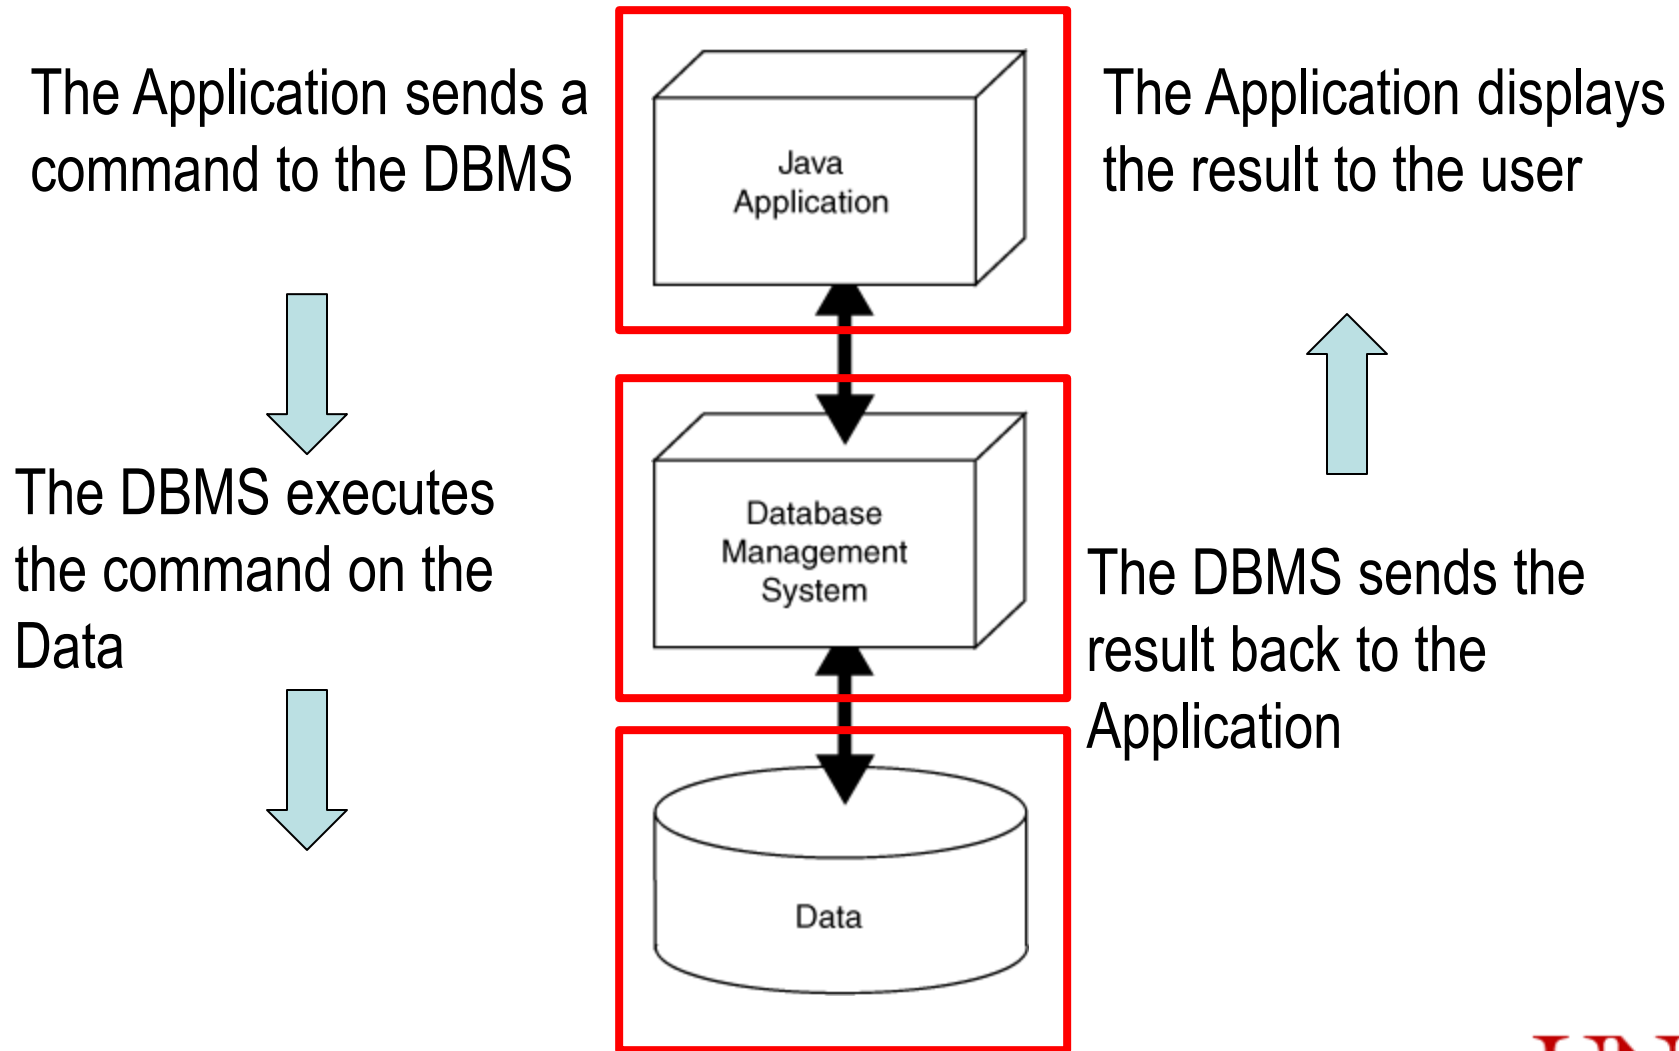 The Application sends a
command to the DBMS
The DBMS executes
the command on the
Data
Java
Application
Database
Management
System
Data
The Application displays
the result to the user
The DBMS sends the
result back to the
Application